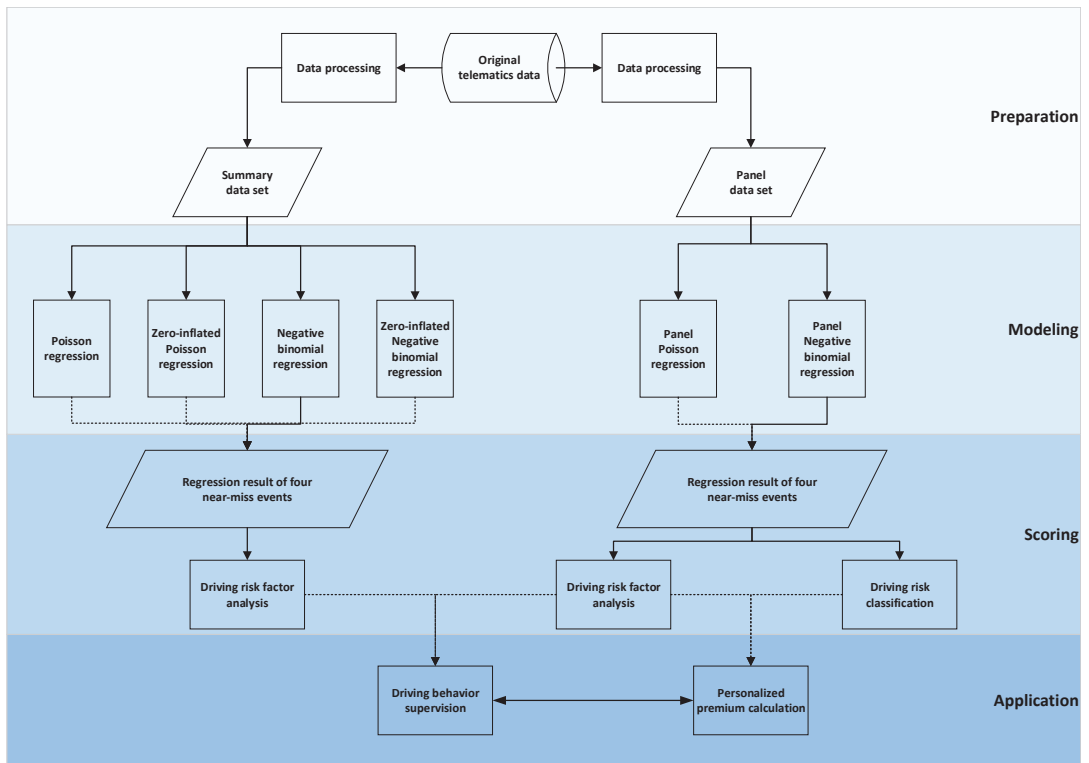 Data processing
Original
telematics data
Data processing
Preparation
Summary
data set
Panel
data set
Poisson
regression
Zero-inflated
Poisson
regression
Negative
binomial
regression
Zero-inflated
Negative
binomial
regression
Panel
Poisson
regression
Panel
Negative
binomial
regression
Modeling
Regression result of four
near-miss events
Regression result of four
near-miss events
Scoring
Driving risk factor
analysis
Driving risk factor
analysis
Driving risk
classification
Driving behavior
supervision
Personalized
premium calculation
Application